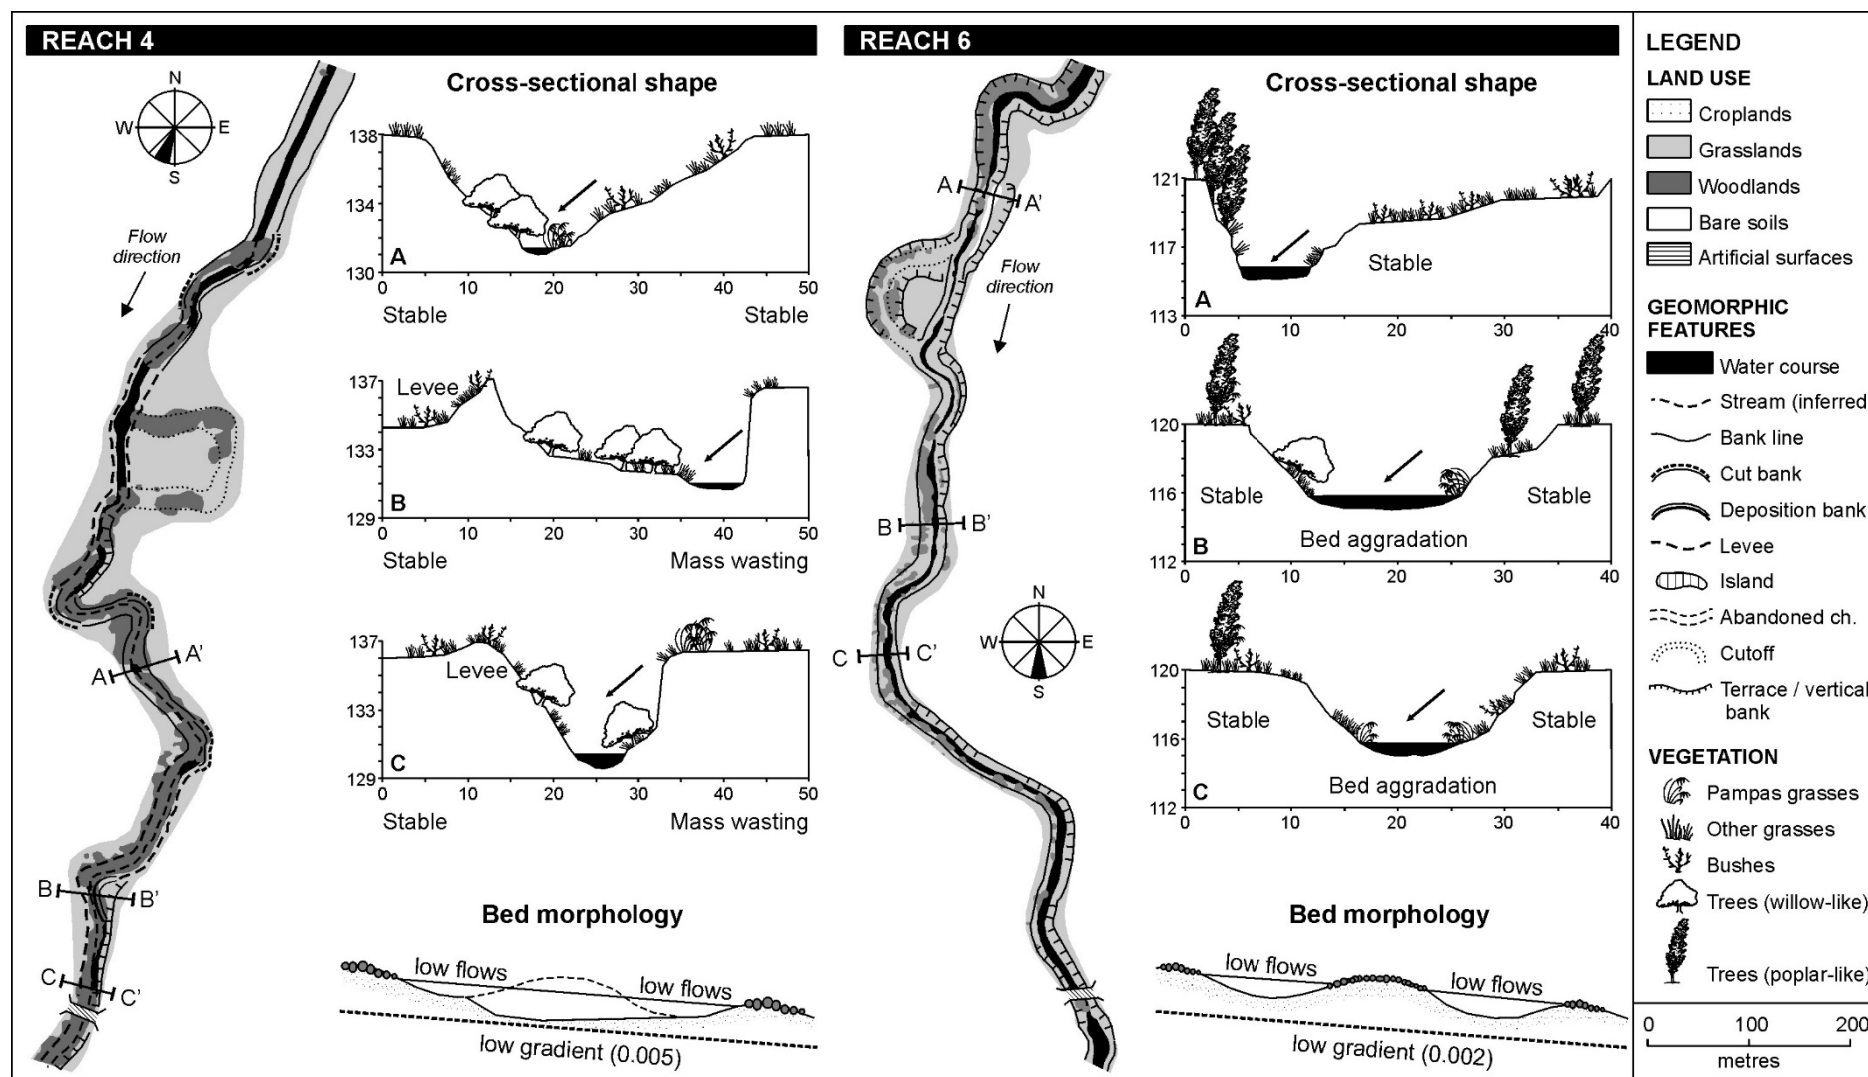 REACH 4
N
W
E
S
Flow
direction
A
A'
B
B'
C
C'
Cross-sectional shape
138
134
130
A
0
10
20
30
40
50
Stable
Stable
137
Levee
133
129
B
0
10
20
30
40
50
Stable
Mass wasting
137
Levee
133
129
C
0
10
20
30
40
50
Stable
Mass wasting
Bed morphology
low flows
low flows
low gradient (0.005)
REACH 6
A
A'
Flow
direction
B
B'
N
W
E
S
C
C'
Cross-sectional shape
121
117
113
Stable
A
0
10
20
30
40
120
116
112
Stable
Stable
Bed aggradation
B
0
10
20
30
40
120
116
112
Stable
Stable
Bed aggradation
C
0
10
20
30
40
Bed morphology
low flows
low flows
low gradient (0.002)
LEGEND
LAND USE
Croplands
Grasslands
Woodlands
Bare soils
Artificial surfaces
GEOMORPHIC
FEATURES
Water course
Stream (inferred
Bank line
Cut bank
Deposition bank
Levee
Island
Abandoned ch.
Cutoff
Terrace / vertical
bank
VEGETATION
Pampas grasses
Other grasses
Bushes
Trees (willow-like)
Trees (poplar-like)
0
100
200
metres